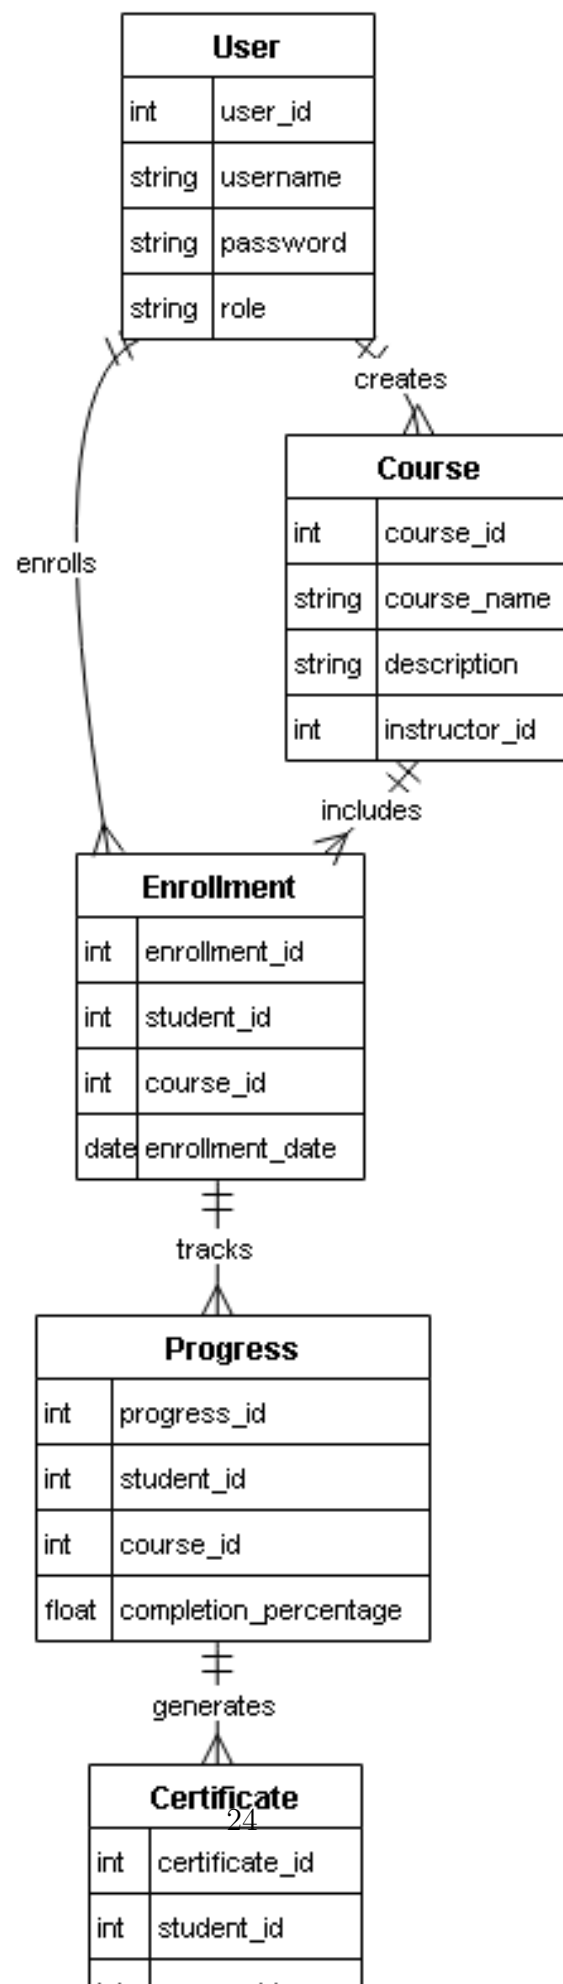 User
int user_id
string username
string password
string role
creates
Course
int course_id
string course_name
string description
int instructor_id
enrolls
includes
Enrollment
int enrollment_id
int student_id
int course_id
date enrollment_date
tracks
Progress
int progress_id
int student_id
int course_id
float completion_percentage
generates
Certificate
24
int certificate_id
int student_id